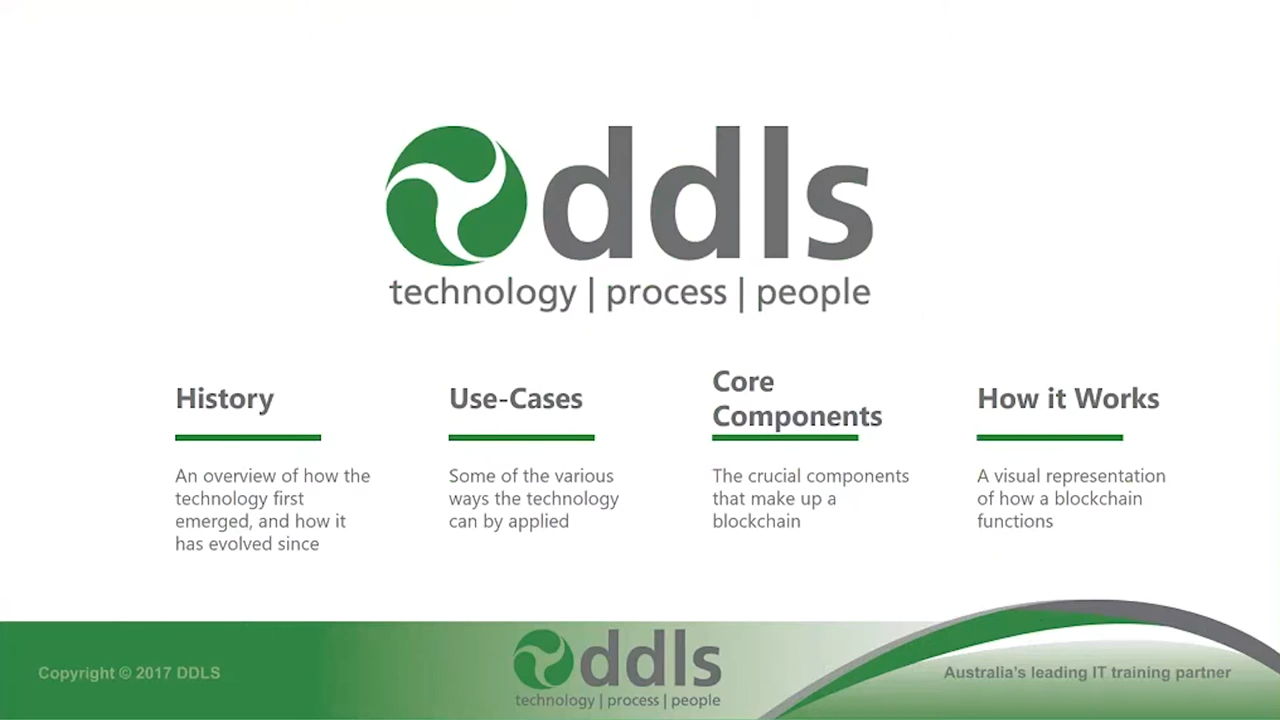 ddls
technology | process | people
History
An overview of how the
technology first
emerged, and how it
has evolved since
Use-Cases
Some of the various
ways the technology
can by applied
Core
Components
The crucial components
that make up a
blockchain
How it Works
A visual representation
of how a blockchain
functions
Copyright © 2017 DDLS
ddls
technology | process | people
Australia's leading IT training partner